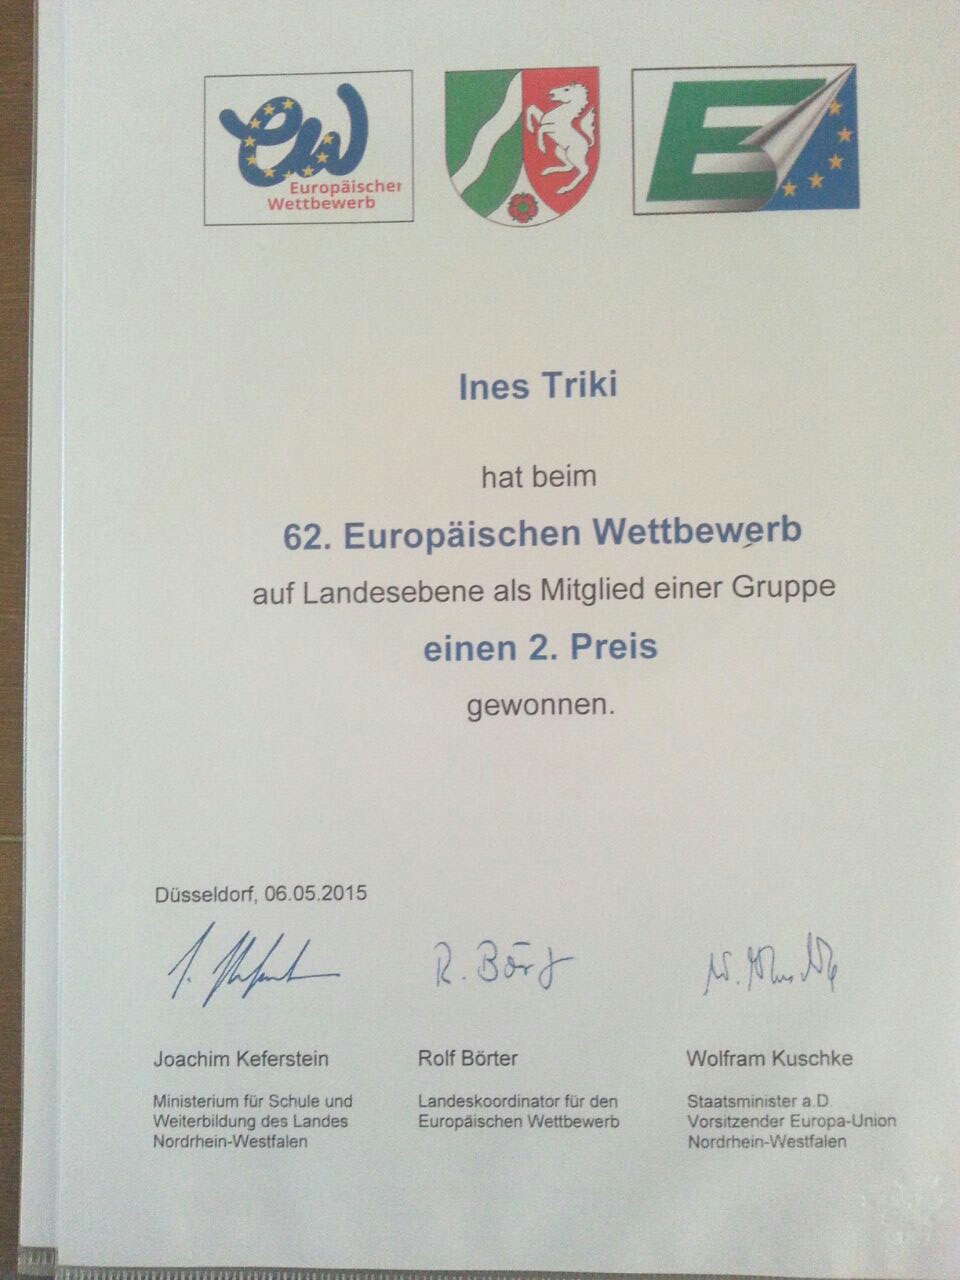 ew
Europäischer
Wettbewerb
E
Ines Triki
hat beim
62. Europäischen Wettbewerb
auf Landesebene als Mitglied einer Gruppe
einen 2. Preis
gewonnen.
Düsseldorf, 06.05.2015
R. Börter
Joachim Keferstein
Rolf Börter
Wolfram Kuschke
Ministerium für Schule und
Weiterbildung des Landes
Nordrhein-Westfalen
Landeskoordinator für den
Europäischen Wettbewerb
Staatsminister a.D.
Vorsitzender Europa-Union
Nordrhein-Westfalen